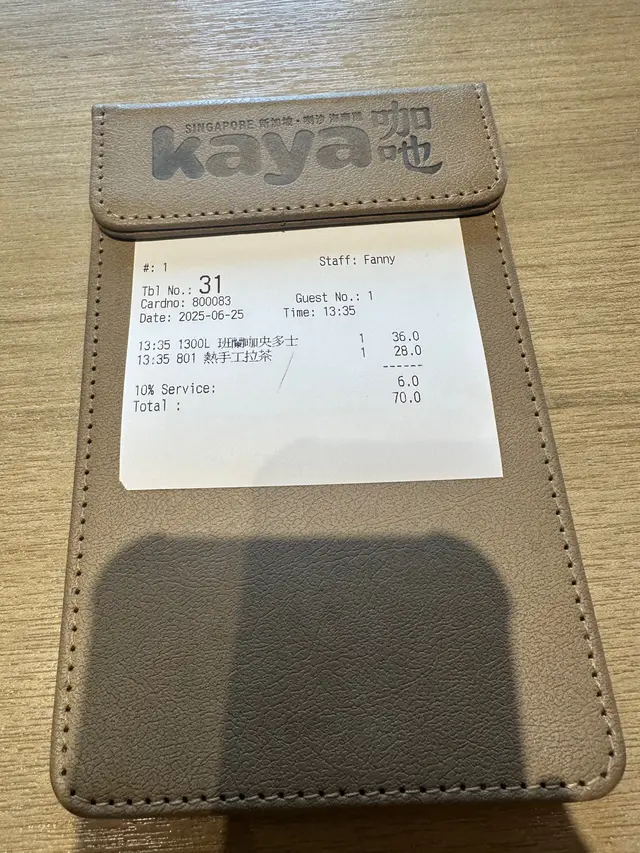 SINGAPORE 新加坡・喇沙 海南雞
kaya 咖吔
#: 1 Staff: Fanny
Tbl No.: 31
Cardno: 800083 Guest No.: 1
Date: 2025-06-25 Time: 13:35
13:35 1300L 班蘭咖央多士 1 36.0
13:35 801 熱手工拉茶 1 28.0
------
10% Service: 6.0
Total : 70.0